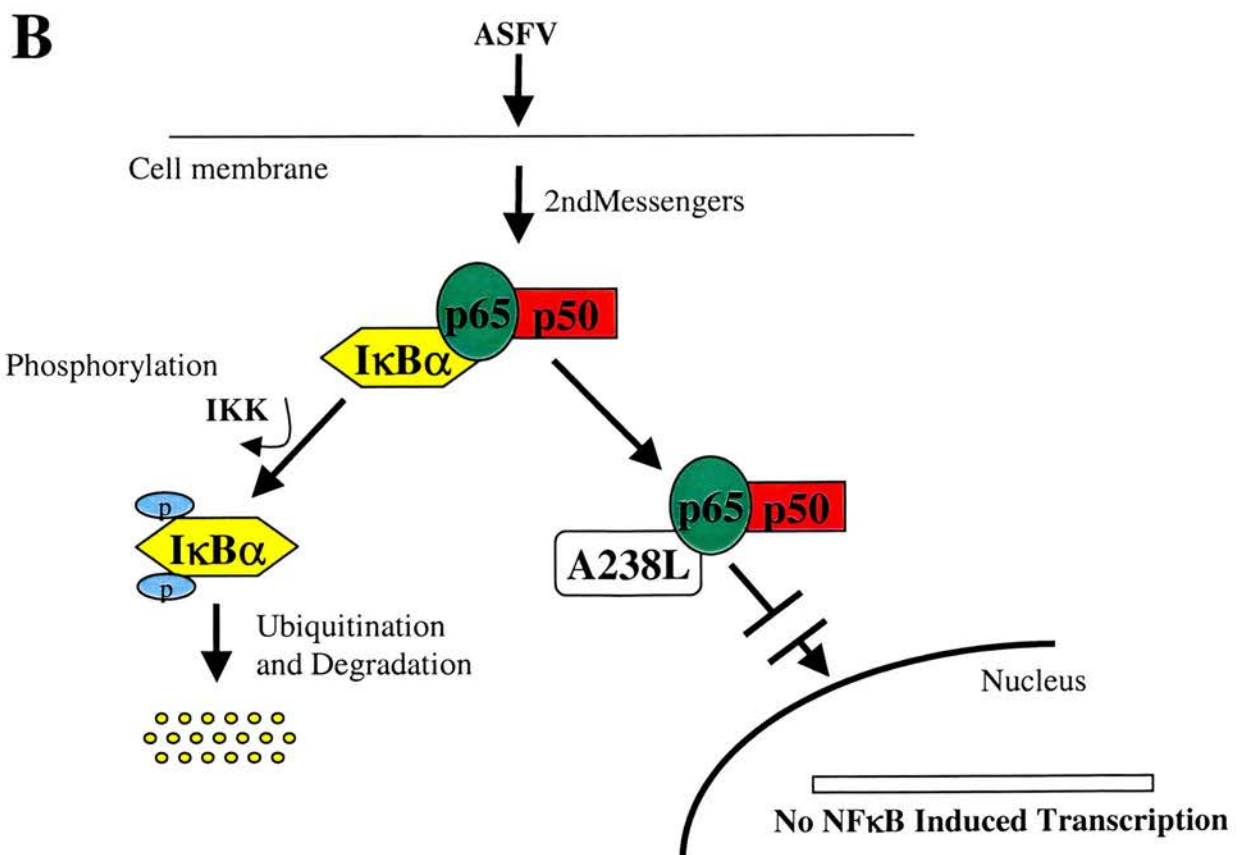 B
ASFV
Cell membrane
2ndMessengers
p65 p50
IκBα
Phosphorylation
IKK
p
IκBα
p
p65 p50
A238L
Ubiquitination
and Degradation
Nucleus
No NFκB Induced Transcription